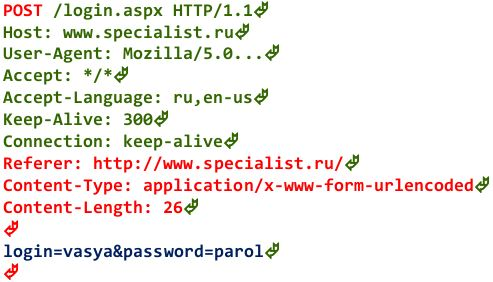 POST /login.aspx HTTP/1.1↲
Host: www.specialist.ru↲
User-Agent: Mozilla/5.0...↲
Accept: */*↲
Accept-Language: ru,en-us↲
Keep-Alive: 300↲
Connection: keep-alive↲
Referer: http://www.specialist.ru/↲
Content-Type: application/x-www-form-urlencoded↲
Content-Length: 26↲
↲
login=vasya&password=parol↲
↲